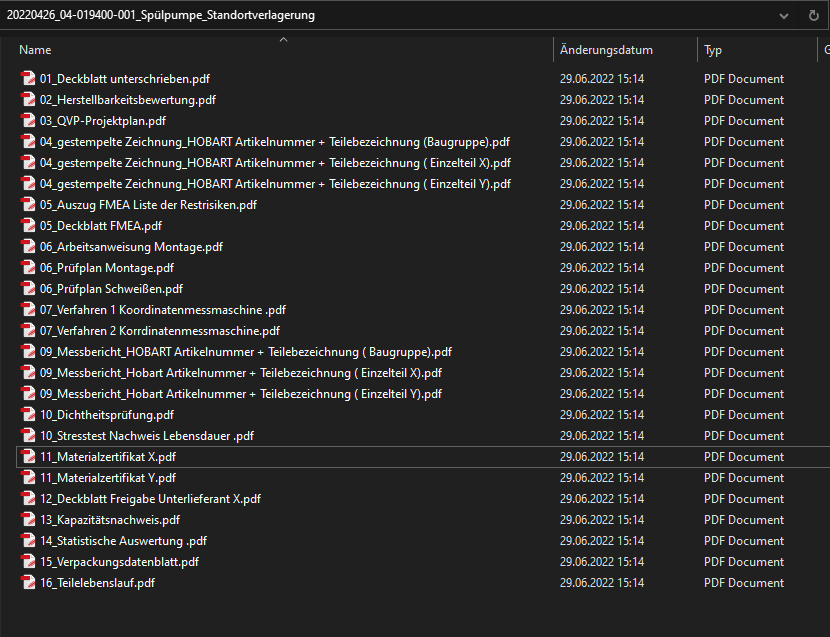 20220426_04-019400-001_Spülpumpe_Standortverlagerung
Name Änderungsdatum Typ
01_Deckblatt unterschrieben.pdf 29.06.2022 15:14 PDF Document
02_Herstellbarkeitsbewertung.pdf 29.06.2022 15:14 PDF Document
03_QVP-Projektplan.pdf 29.06.2022 15:14 PDF Document
04_gestempelte Zeichnung_HOBART Artikelnummer + Teilebezeichnung (Baugruppe).pdf 29.06.2022 15:14 PDF Document
04_gestempelte Zeichnung_HOBART Artikelnummer + Teilebezeichnung ( Einzelteil X).pdf 29.06.2022 15:14 PDF Document
04_gestempelte Zeichnung_HOBART Artikelnummer + Teilebezeichnung ( Einzelteil Y).pdf 29.06.2022 15:14 PDF Document
05_Auszug FMEA Liste der Restrisiken.pdf 29.06.2022 15:14 PDF Document
05_Deckblatt FMEA.pdf 29.06.2022 15:14 PDF Document
06_Arbeitsanweisung Montage.pdf 29.06.2022 15:14 PDF Document
06_Prüfplan Montage.pdf 29.06.2022 15:14 PDF Document
06_Prüfplan Schweißen.pdf 29.06.2022 15:14 PDF Document
07_Verfahren 1 Koordinatenmessmaschine .pdf 29.06.2022 15:14 PDF Document
07_Verfahren 2 Korrdinatenmessmaschine.pdf 29.06.2022 15:14 PDF Document
09_Messbericht_HOBART Artikelnummer + Teilebezeichnung ( Baugruppe).pdf 29.06.2022 15:14 PDF Document
09_Messbericht_Hobart Artikelnummer + Teilebezeichnung ( Einzelteil X).pdf 29.06.2022 15:14 PDF Document
09_Messbericht_Hobart Artikelnummer + Teilebezeichnung ( Einzelteil Y).pdf 29.06.2022 15:14 PDF Document
10_Dichtheitsprüfung.pdf 29.06.2022 15:14 PDF Document
10_Stresstest Nachweis Lebensdauer .pdf 29.06.2022 15:14 PDF Document
11_Materialzertifikat X.pdf 29.06.2022 15:14 PDF Document
11_Materialzertifikat Y.pdf 29.06.2022 15:14 PDF Document
12_Deckblatt Freigabe Unterlieferant X.pdf 29.06.2022 15:14 PDF Document
13_Kapazitätsnachweis.pdf 29.06.2022 15:14 PDF Document
14_Statistische Auswertung .pdf 29.06.2022 15:14 PDF Document
15_Verpackungsdatenblatt.pdf 29.06.2022 15:14 PDF Document
16_Teilelebenslauf.pdf 29.06.2022 15:14 PDF Document